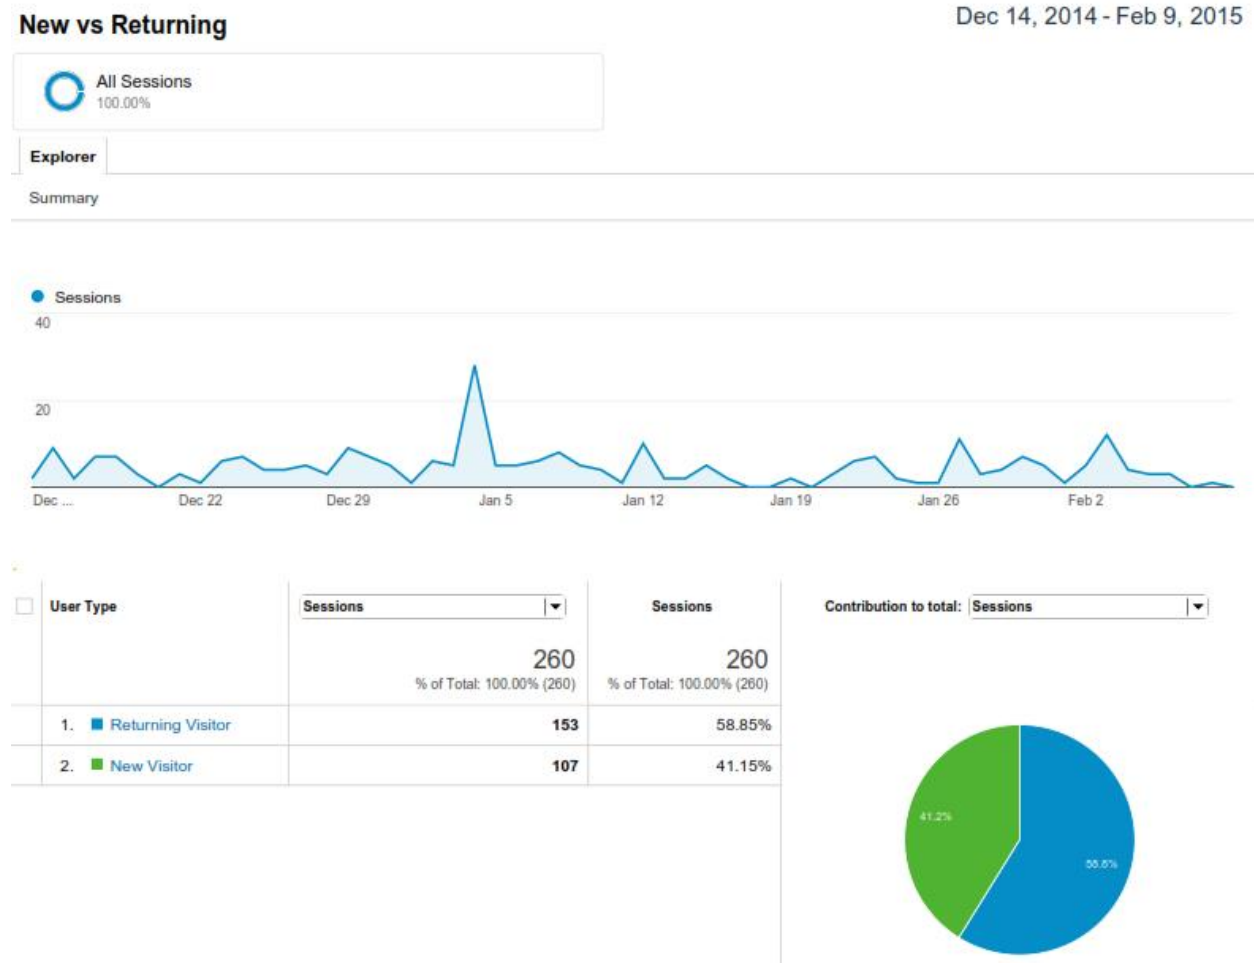 New vs Returning
Dec 14, 2014 - Feb 9, 2015
All Sessions
100.00%
Explorer
Summary
Sessions
40
20
Dec ...
Dec 22
Dec 29
Jan 5
Jan 12
Jan 19
Jan 26
Feb 2
User Type
Sessions
Sessions
Contribution to total: Sessions
260
% of Total: 100.00% (260)
260
% of Total: 100.00% (260)
1. Returning Visitor 153 58.85%
2. New Visitor 107 41.15%
41.2%
58.8%